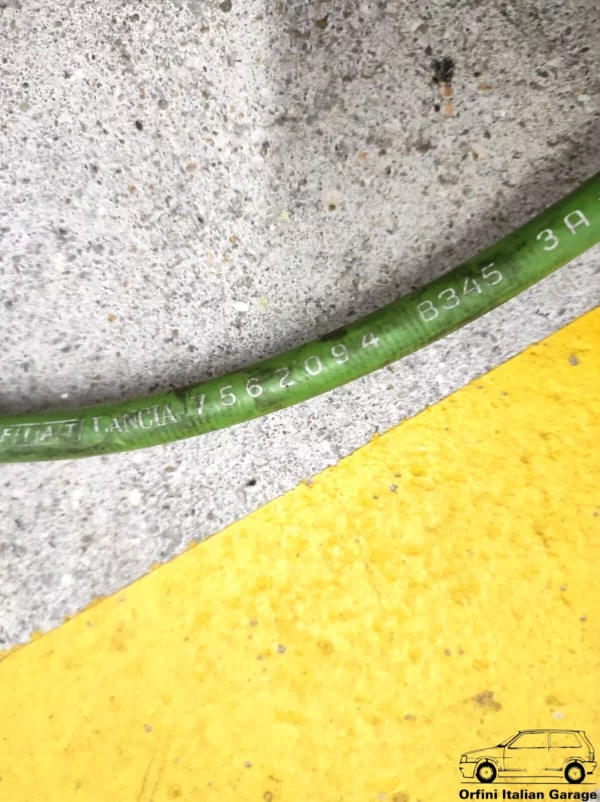 FIAT LANCIA 7562094 B345 3A
Orfini Italian Garage